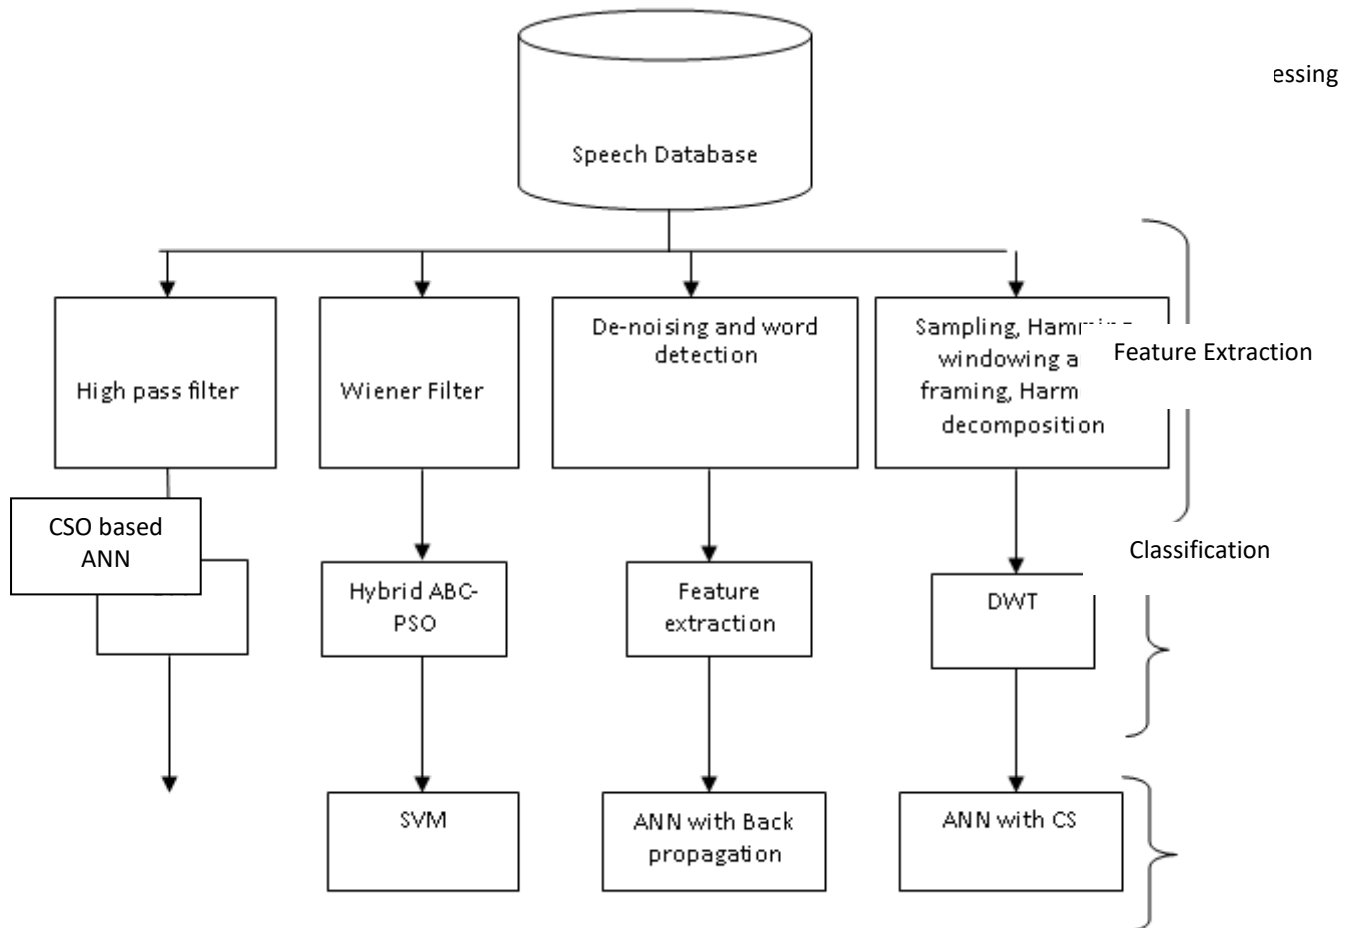 essing
Speech Database
High pass filter
Wiener Filter
De-noising and word
detection
Sampling, Hamming
windowing a
framing, Harm
decomposition
Feature Extraction
CSO based
ANN
Hybrid ABC-
PSO
Feature
extraction
DWT
Classification
SVM
ANN with Back
propagation
ANN with CS